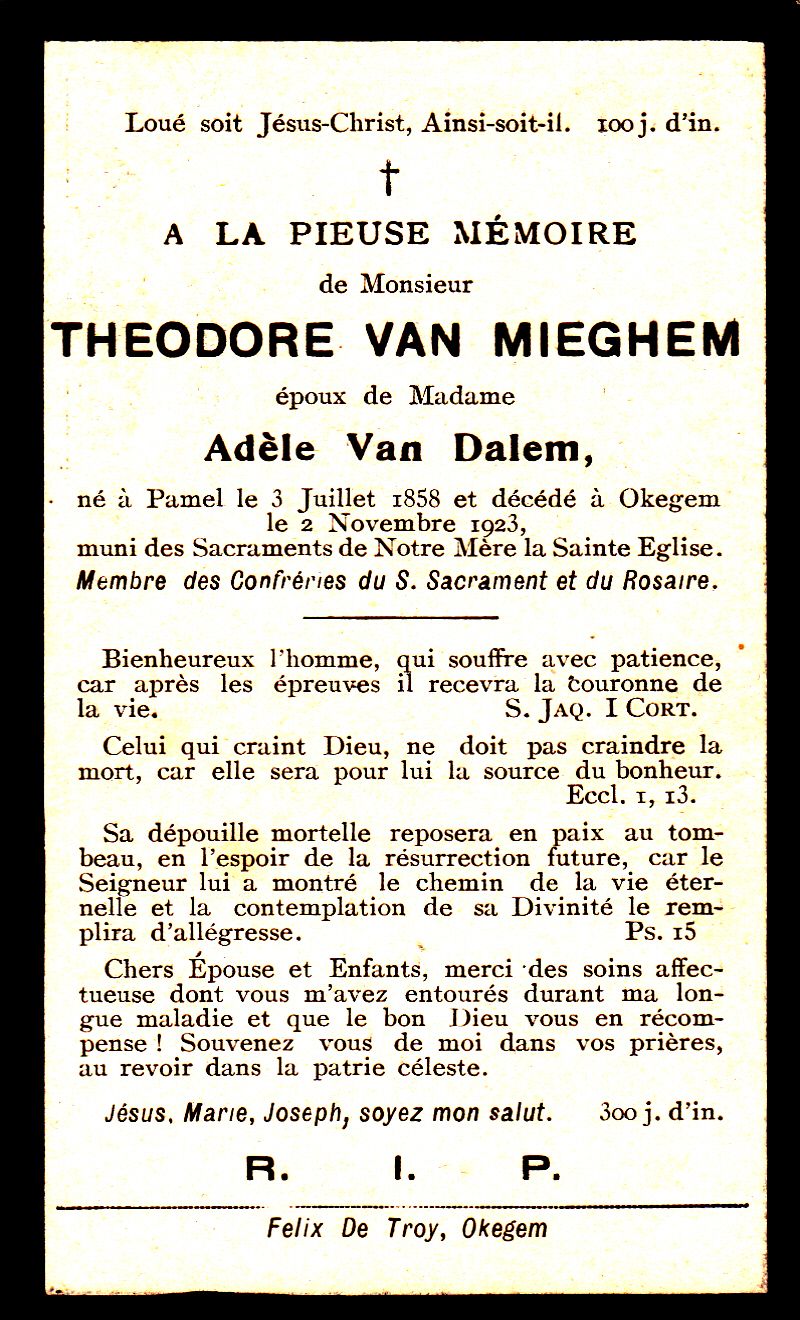 Loué soit Jésus-Christ, Ainsi-soit-il. 100 j. d'in.
†
A LA PIEUSE MÉMOIRE
de Monsieur
THEODORE VAN MIEGHEM
époux de Madame
Adèle Van Dalem,
né à Pamel le 3 Juillet 1858 et décédé à Okegem
le 2 Novembre 1923,
muni des Sacraments de Notre Mère la Sainte Eglise.
Membre des Confréries du S. Sacrament et du Rosaire.
Bienheureux l'homme, qui souffre avec patience,
car après les épreuves il recevra la couronne de
la vie. S. JAQ. I CORT.
Celui qui craint Dieu, ne doit pas craindre la
mort, car elle sera pour lui la source du bonheur.
Eccl. 1, 13.
Sa dépouille mortelle reposera en paix au tom-
beau, en l'espoir de la résurrection future, car le
Seigneur lui a montré le chemin de la vie éter-
nelle et la contemplation de sa Divinité le rem-
plira d'allégresse. Ps. 15
Chers Épouse et Enfants, merci des soins affec-
tueuse dont vous m'avez entourés durant ma lon-
gue maladie et que le bon Dieu vous en récom-
pense ! Souvenez vous de moi dans vos prières,
au revoir dans la patrie céleste.
Jésus, Marie, Joseph, soyez mon salut. 300 j. d'in.
R. I. P.
Felix De Troy, Okegem